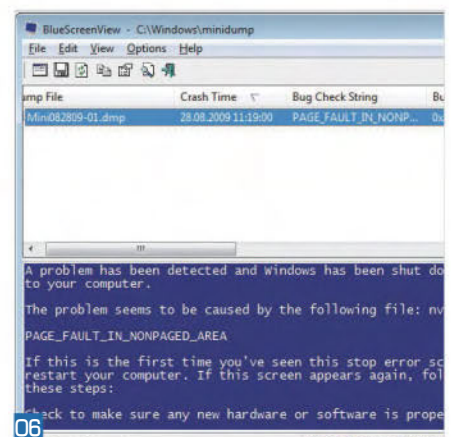 BlueScreenView - C:\Windows\minidump
File Edit View Options Help
ump File Crash Time Bug Check String Bu
Mini082809-01.dmp 28.08.2009 11:19:00 PAGE_FAULT_IN_NONP... 0x
A problem has been detected and Windows has been shut do
to your computer.
The problem seems to be caused by the following file: nv
PAGE_FAULT_IN_NONPAGED_AREA
If this is the first time you've seen this stop error sc
restart your computer. If this screen appears again, fol
these steps:
Check to make sure any new hardware or software is prope
06